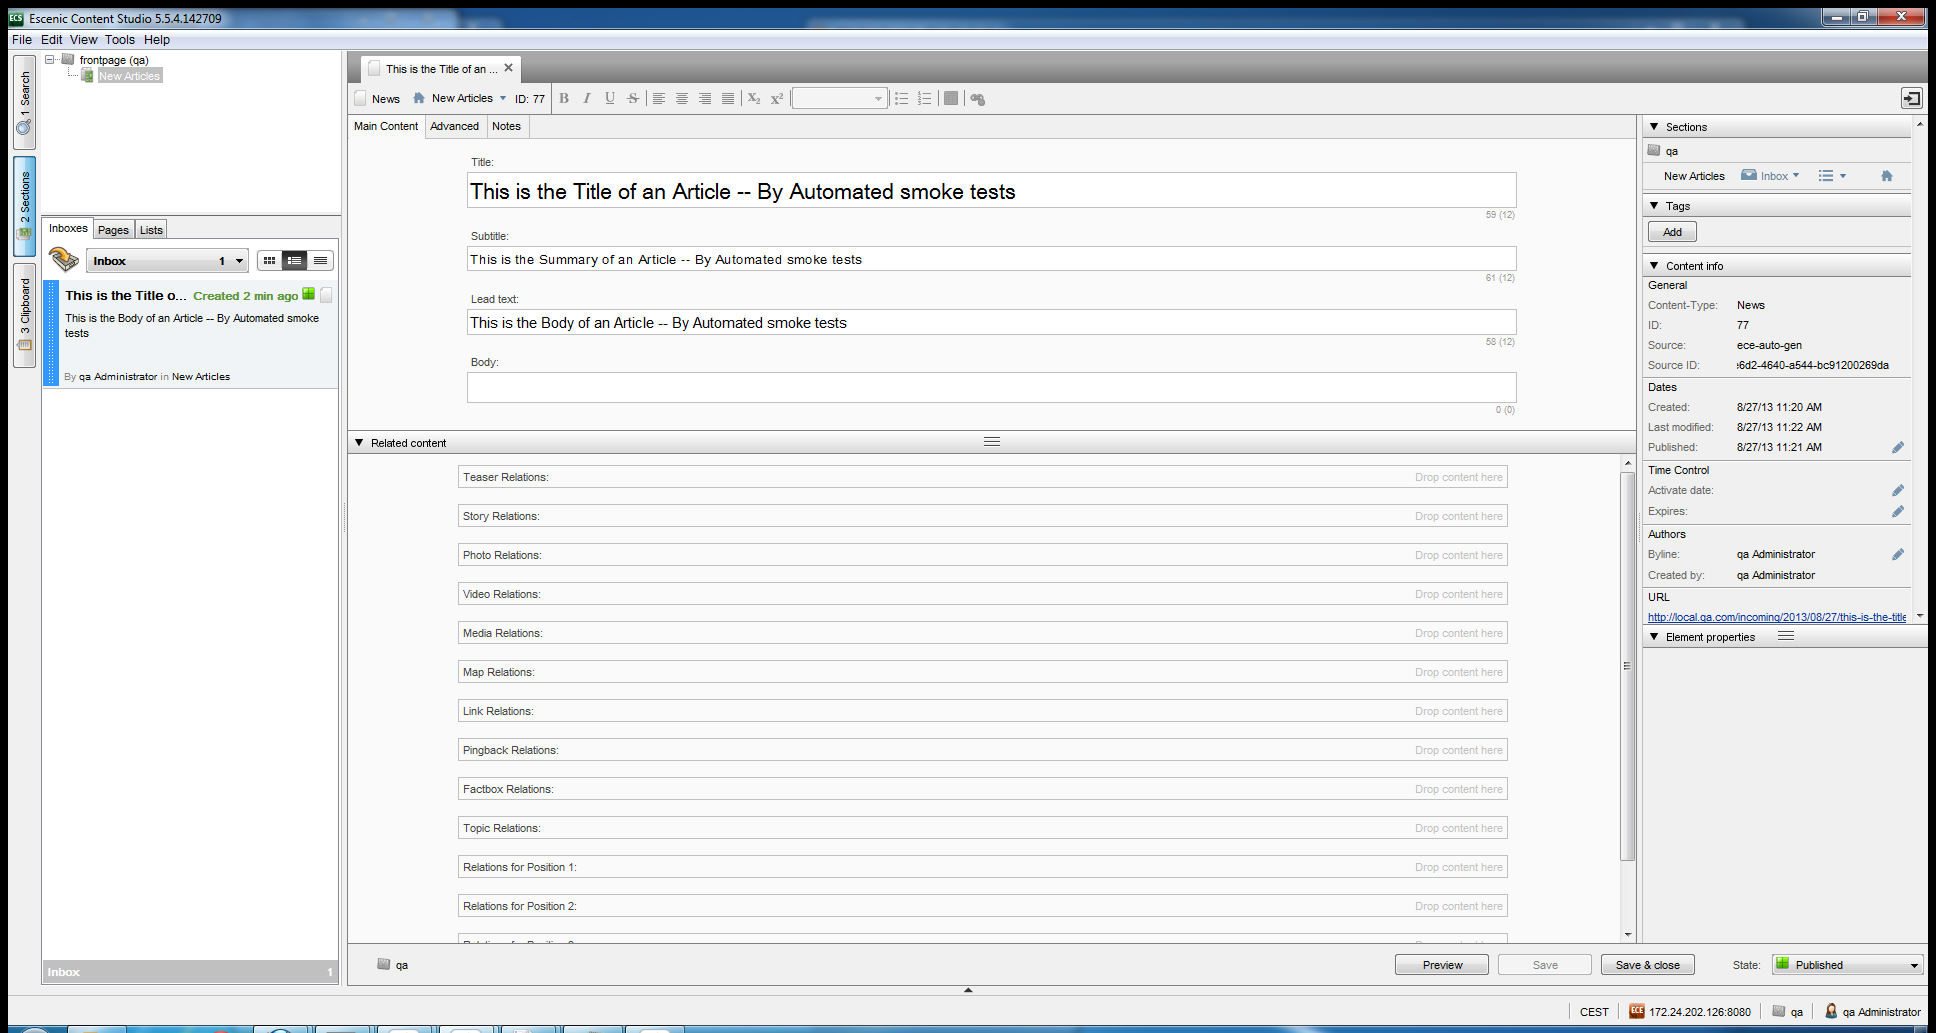 Escenic Content Studio 5.5.4.142709
File Edit View Tools Help
1 Search
2 Sections
3 Clipboard
frontpage (qa)
New Articles
Inboxes Pages Lists
Inbox 1
This is the Title o... Created 2 min ago
This is the Body of an Article -- By Automated smoke
tests
By qa Administrator in New Articles
Inbox 1
This is the Title of an ...
News New Articles ID: 77 B I U S X₂ X²
Main Content Advanced Notes
Title:
This is the Title of an Article -- By Automated smoke tests
59 (12)
Subtitle:
This is the Summary of an Article -- By Automated smoke tests
61 (12)
Lead text:
This is the Body of an Article -- By Automated smoke tests
58 (12)
Body:
0 (0)
Related content
Teaser Relations: Drop content here
Story Relations: Drop content here
Photo Relations: Drop content here
Video Relations: Drop content here
Media Relations: Drop content here
Map Relations: Drop content here
Link Relations: Drop content here
Pingback Relations: Drop content here
Factbox Relations: Drop content here
Topic Relations: Drop content here
Relations for Position 1: Drop content here
Relations for Position 2: Drop content here
qa
Preview Save Save & close State: Published
Sections
qa
New Articles Inbox
Tags
Add
Content info
General
Content-Type: News
ID: 77
Source: ece-auto-gen
Source ID: e6d2-4640-a544-bc91200269da
Dates
Created: 8/27/13 11:20 AM
Last modified: 8/27/13 11:22 AM
Published: 8/27/13 11:21 AM
Time Control
Activate date:
Expires:
Authors
Byline: qa Administrator
Created by: qa Administrator
URL
http://local.qa.com/incoming/2013/08/27/this-is-the-title
Element properties
CEST ECE 172.24.202.126:8080 qa qa Administrator